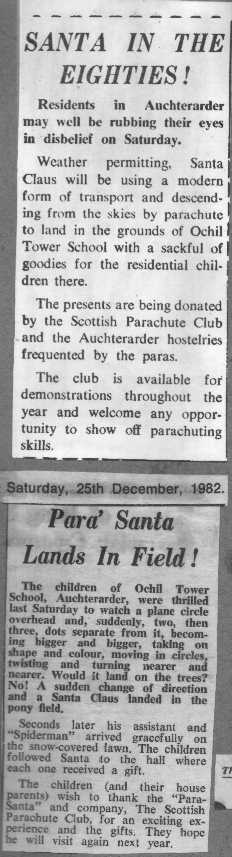 SANTA IN THE
EIGHTIES!
Residents in Auchterarder
may well be rubbing their eyes
in disbelief on Saturday.
Weather permitting, Santa
Claus will be using a modern
form of transport and descend-
ing from the skies by parachute
to land in the grounds of Ochil
Tower School with a sackful of
goodies for the residential chil-
dren there.
The presents are being donated
by the Scottish Parachute Club
and the Auchterarder hostelries
frequented by the paras.
The club is available for
demonstrations throughout the
year and welcome any oppor-
tunity to show off parachuting
skills.
Saturday, 25th December, 1982.
Para' Santa
Lands In Field!
The children of Ochil Tower
School, Auchterarder, were thrilled
last Saturday to watch a plane circle
overhead and, suddenly, two, then
three, dots separate from it, becom-
ing bigger and bigger, taking on
shape and colour, moving in circles,
twisting and turning nearer and
nearer. Would it land on the trees?
No! A sudden change of direction
and a Santa Claus landed in the
pony field.
Seconds later his assistant and
"Spiderman" arrived gracefully on
the snow-covered lawn. The children
followed Santa to the hall where
each one received a gift.
The children (and their house
parents) wish to thank the "Para-
Santa" and company, The Scottish
Parachute Club, for an exciting ex-
perience and the gifts. They hope
he will visit again next year.